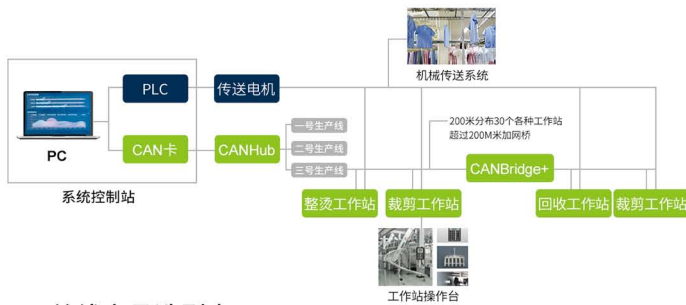 机械传送系统
PLC
传送电机
PC
CAN卡
CANHub
一号生产线
二号生产线
三号生产线
200米分布30个各种工作站
超过200M米加网桥
CANBridge+
系统控制站
整烫工作站
裁剪工作站
回收工作站
裁剪工作站
工作站操作台